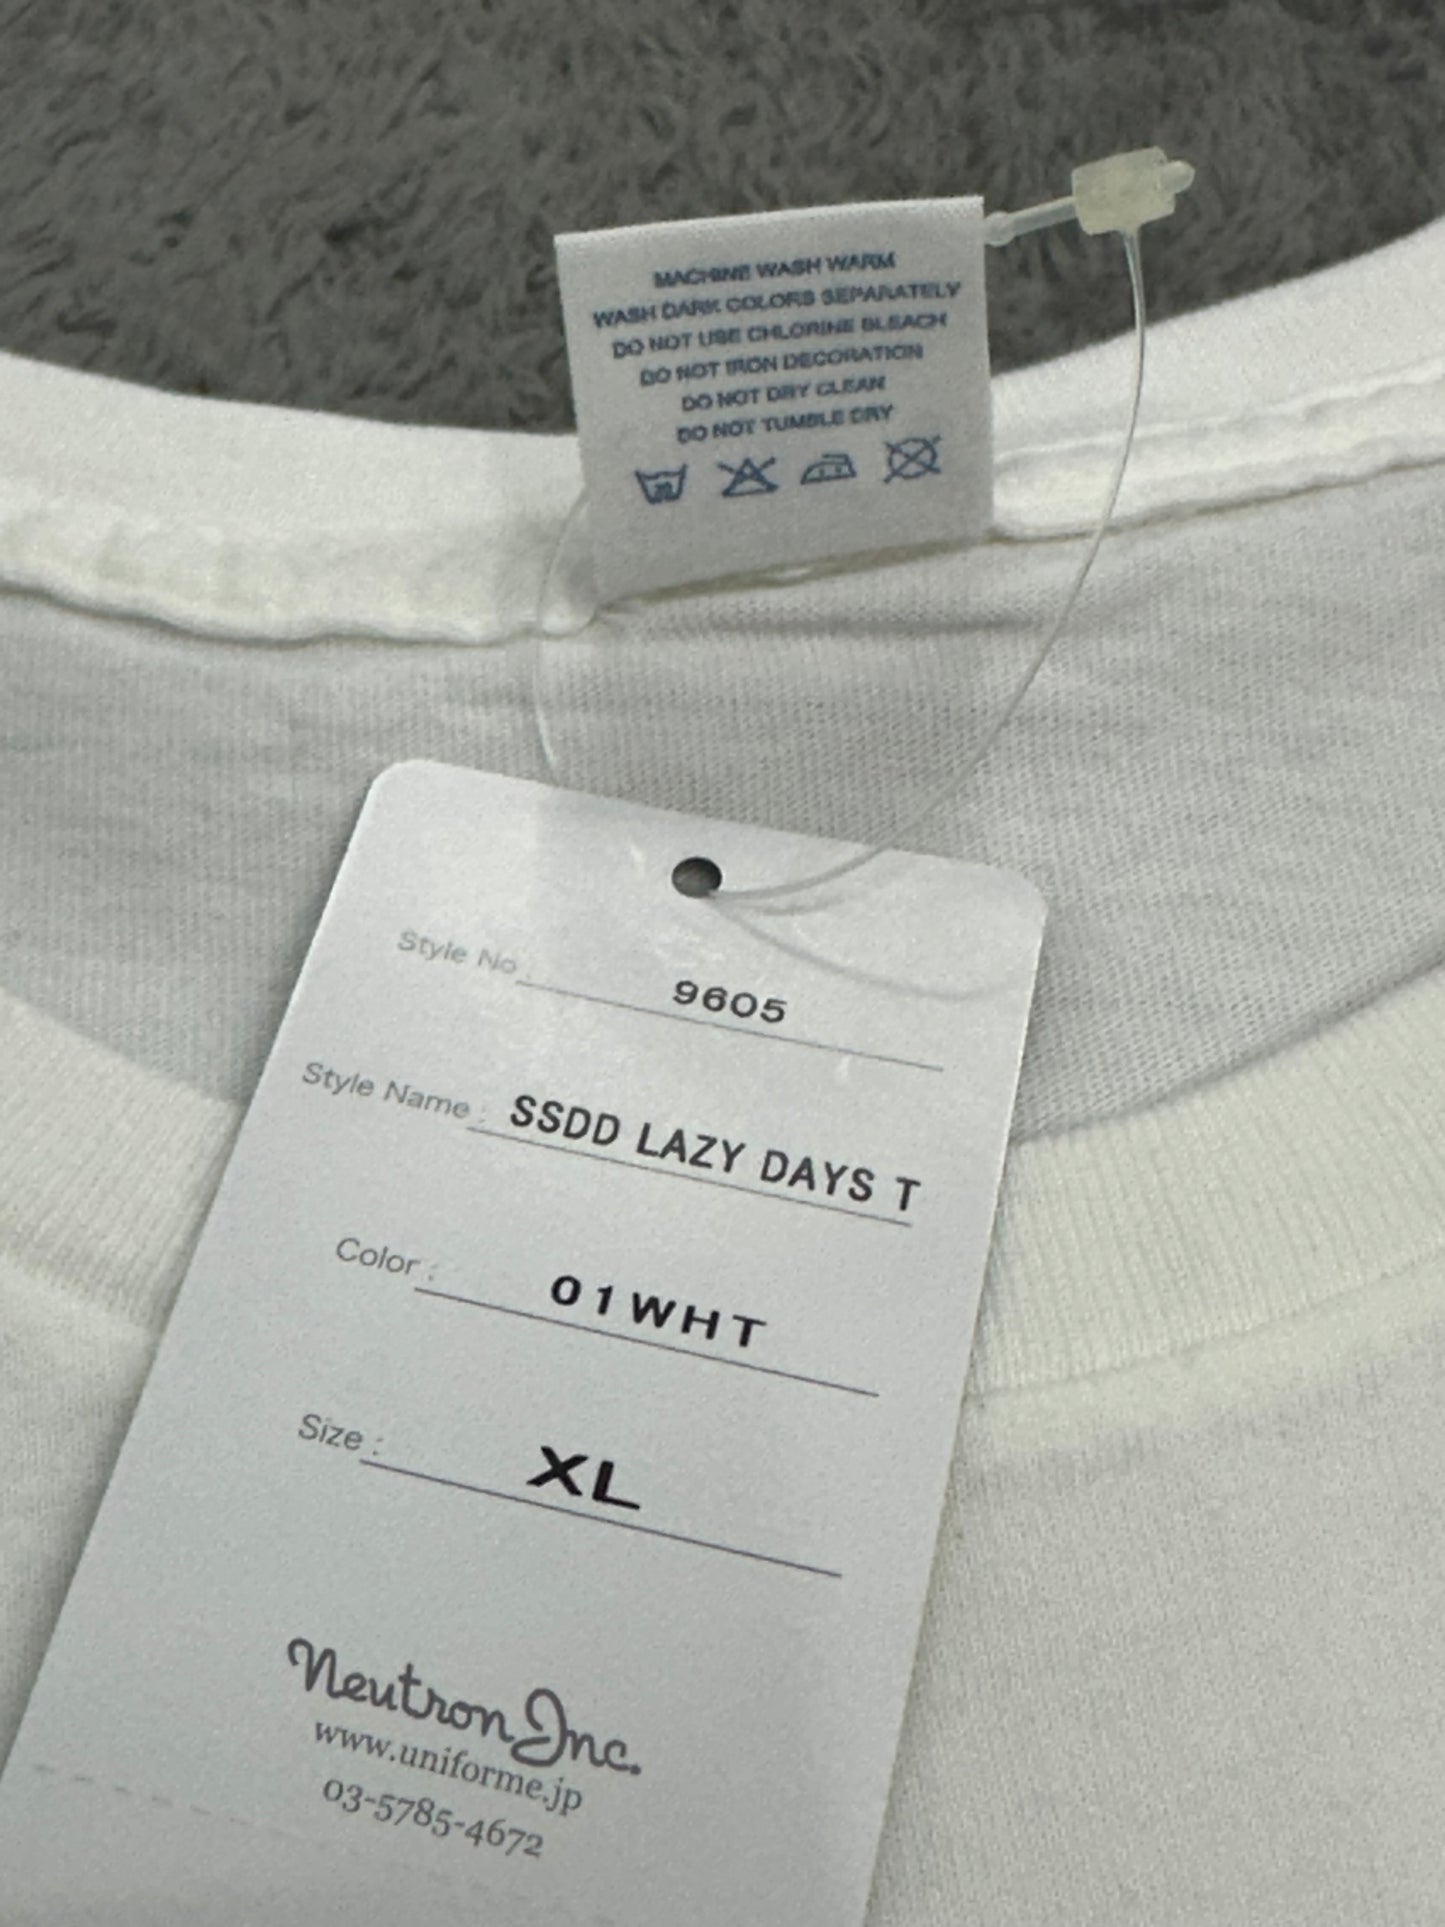 MACHINE WASH WARM
WASH DARK COLORS SEPARATELY
DO NOT USE CHLORINE BLEACH
DO NOT IRON DECORATION
DO NOT DRY CLEAN
DO NOT TUMBLE DRY
Style No. 9605
Style Name : SSDD LAZY DAYS T
Color : 01WHT
Size : XL
Neutron Inc.
www.uniforme.jp
03-5785-4672